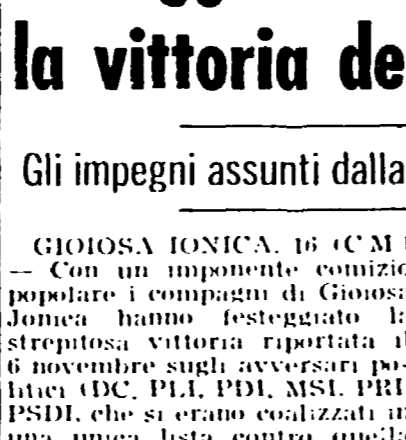 la vittoria de
Gli impegni assunti dalla
GIOIOSA IONICA, 16 (C M
— Con un imponente comizio
popolare i compagni di Gioiosa
Jonica hanno festeggiato la
strepitosa vittoria riportata il
6 novembre sugli avversari po-
litici (DC, PLI, PDI, MSI, PRI
PSDI, che si erano coalizzati in
una unica lista contro quella